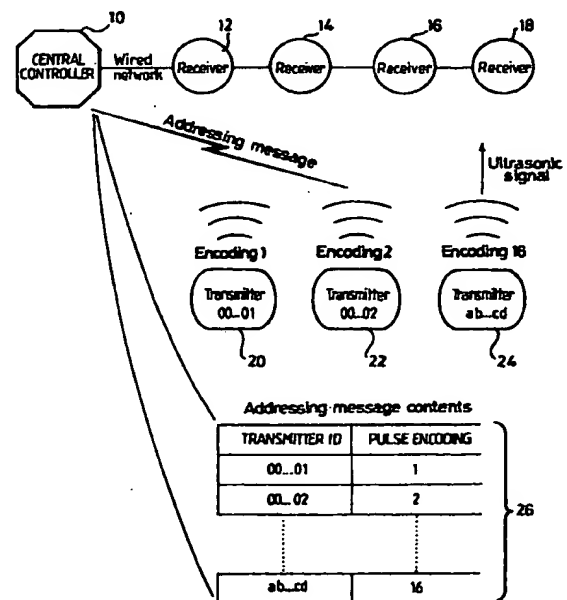 10
12
14
16
18
CENTRAL
CONTROLLER
Wired
network
Receiver
Receiver
Receiver
Receiver
Addressing message
Ultrasonic
signal
Encoding 1
Encoding 2
Encoding 16
Transmitter
00...01
Transmitter
00...02
Transmitter
ab...cd
20
22
24
Addressing message contents
TRANSMITTER ID PULSE ENCODING
00...01 1
00...02 2
26
ab...cd 16